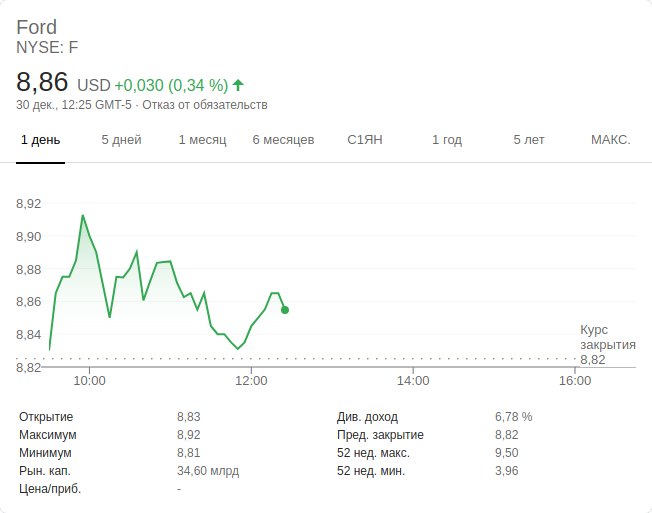 Ford
NYSE: F
8,86 USD +0,030 (0,34 %)
30 дек., 12:25 GMT-5 · Отказ от обязательств
1 день 5 дней 1 месяц 6 месяцев С1ЯН 1 год 5 лет МАКС.
8,92
8,90
8,88
8,86
8,84
8,82
Курс
закрытия
8,82
10:00 12:00 14:00 16:00
Открытие 8,83 Див. доход 6,78 %
Максимум 8,92 Пред. закрытие 8,82
Минимум 8,81 52 нед. макс. 9,50
Рын. кап. 34,60 млрд 52 нед. мин. 3,96
Цена/приб. -